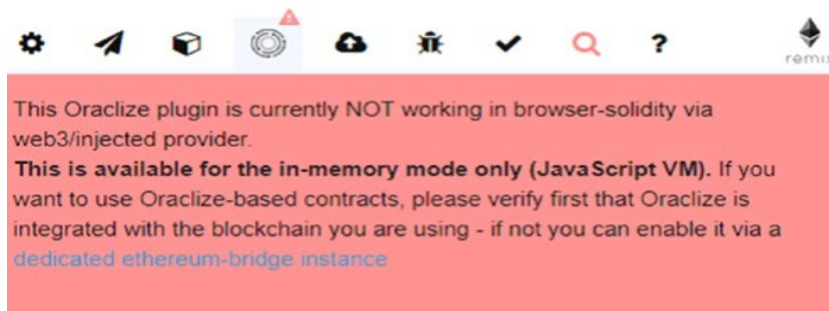 ?
remix
This Oraclize plugin is currently NOT working in browser-solidity via
web3/injected provider.
This is available for the in-memory mode only (JavaScript VM). If you
want to use Oraclize-based contracts, please verify first that Oraclize is
integrated with the blockchain you are using - if not you can enable it via a
dedicated ethereum-bridge instance